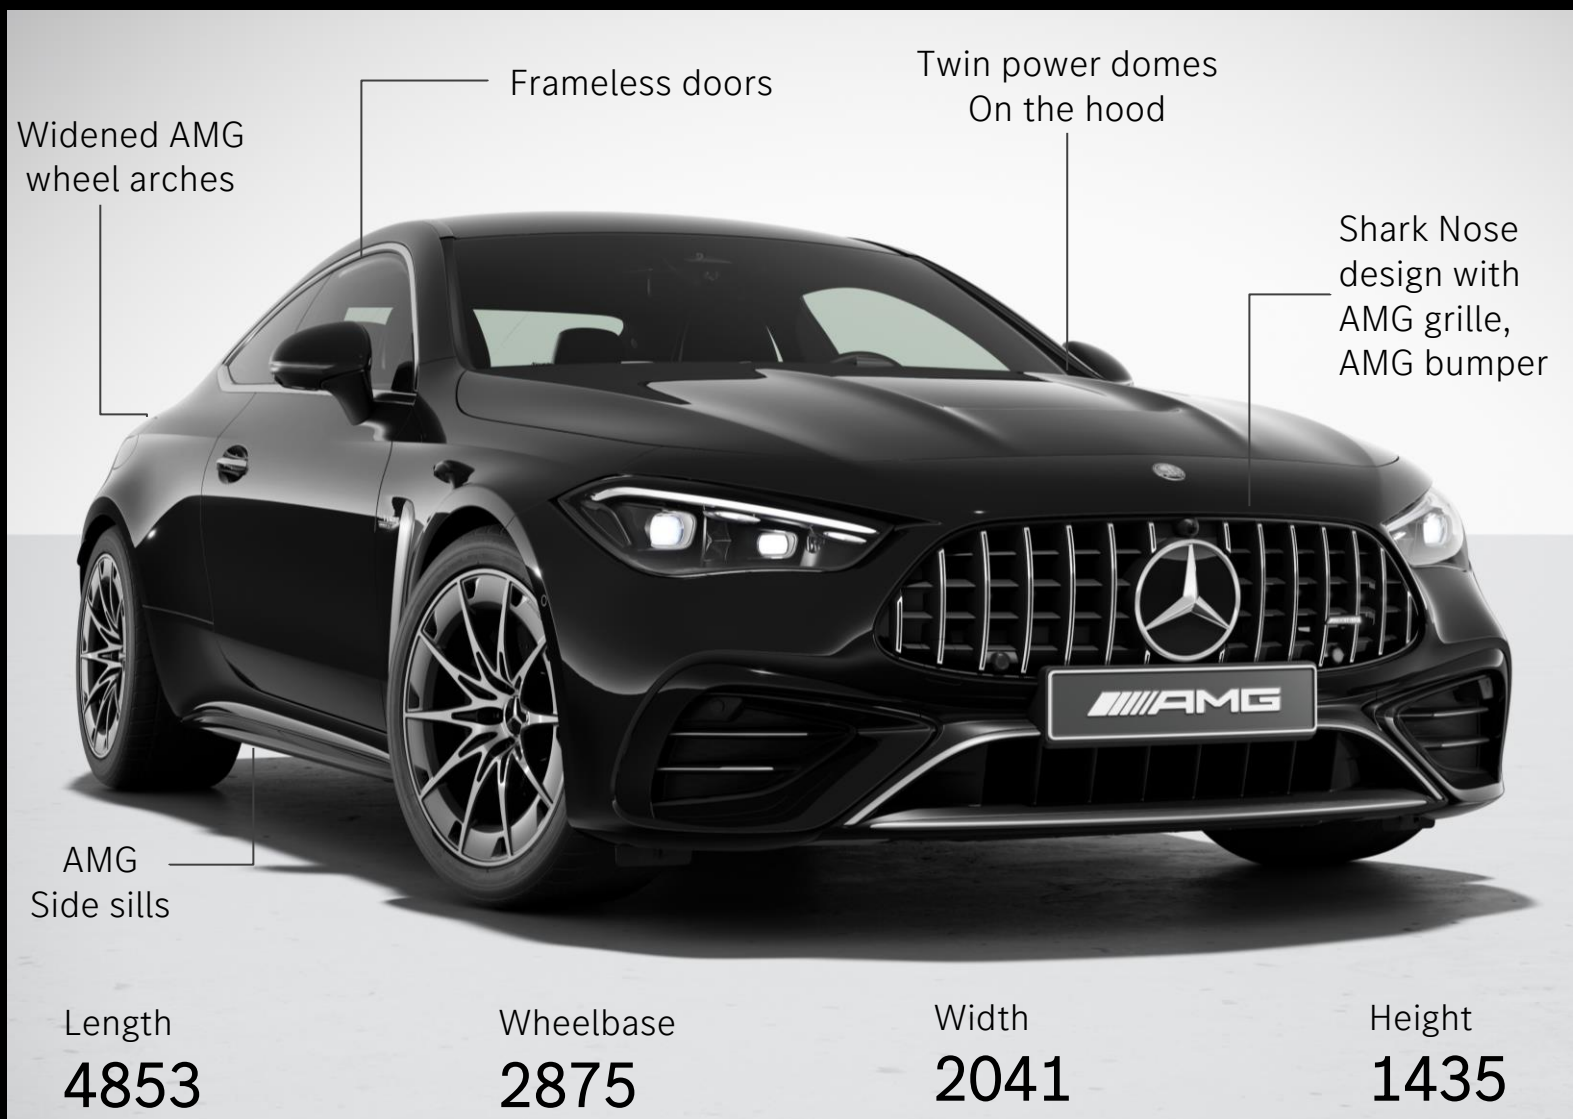 Frameless doors
Twin power domes
On the hood
Widened AMG
wheel arches
Shark Nose
design with
AMG grille,
AMG bumper
AMG
AMG
Side sills
Length
4853
Wheelbase
2875
Width
2041
Height
1435